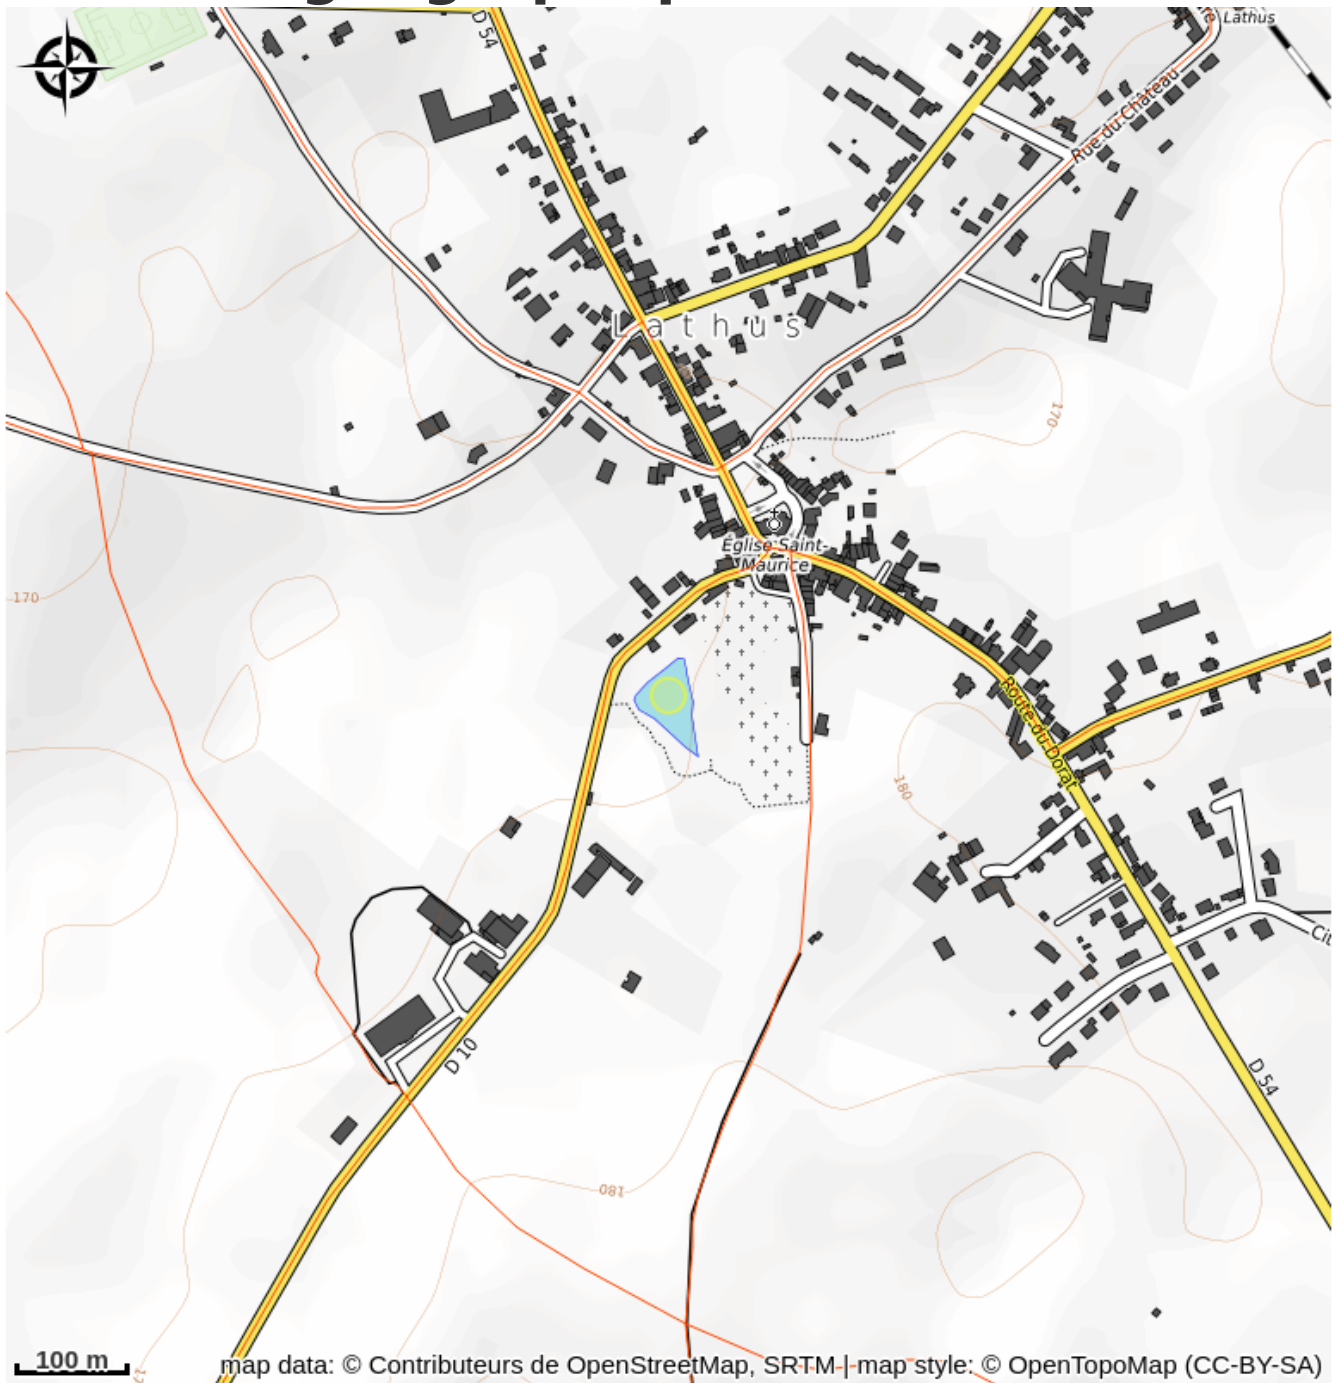 Lathus
D 54
Rue du Château
Lathus
170
Église Saint-
Maurice
170
Route du Dorat
180
D 10
D 54
180
100 m
map data: © Contributeurs de OpenStreetMap, SRTM | map style: © OpenTopoMap (CC-BY-SA)